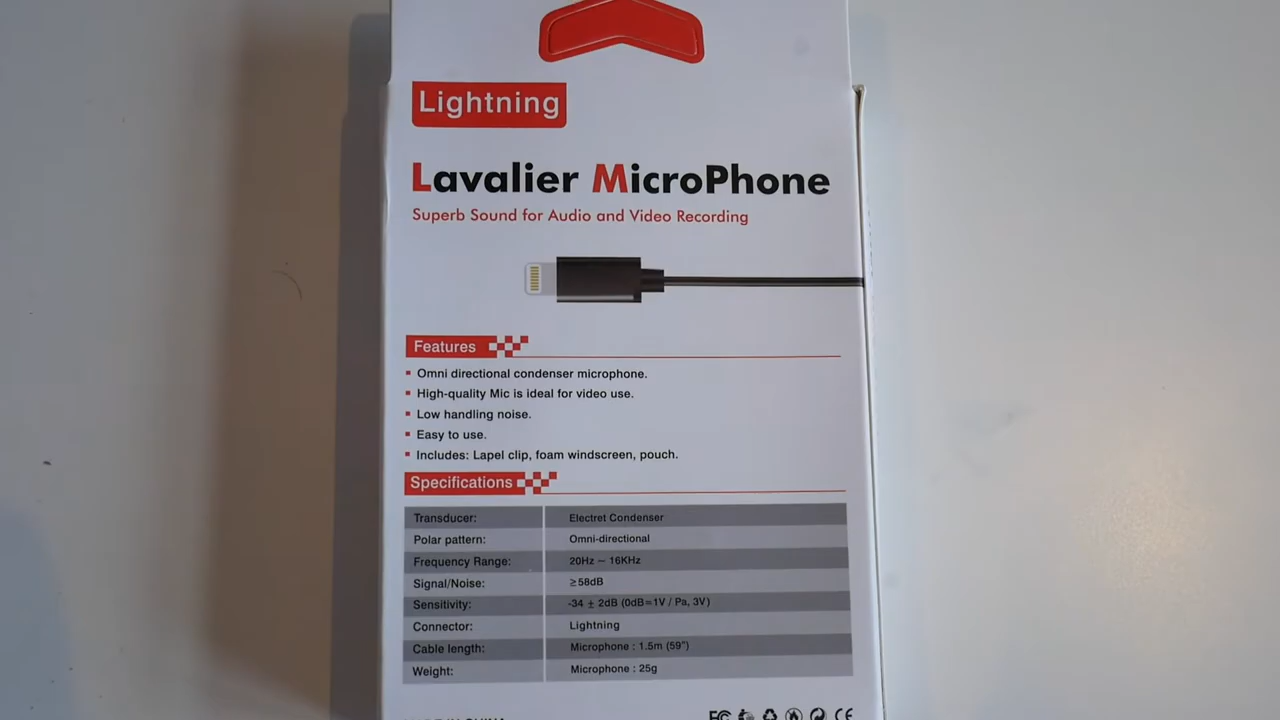 Lightning
Lavalier MicroPhone
Superb Sound for Audio and Video Recording
Features
Omni directional condenser microphone.
High-quality Mic is ideal for video use.
Low handling noise.
Easy to use.
Includes: Lapel clip, foam windscreen, pouch.
Specifications
Transducer: Electret Condenser
Polar pattern: Omni-directional
Frequency Range: 20Hz ~ 16KHz
Signal/Noise: ≥58dB
Sensitivity: -34 ± 2dB (0dB=1V / Pa, 3V)
Connector: Lightning
Cable length: Microphone : 1.5m (59")
Weight: Microphone : 25g
FC CE